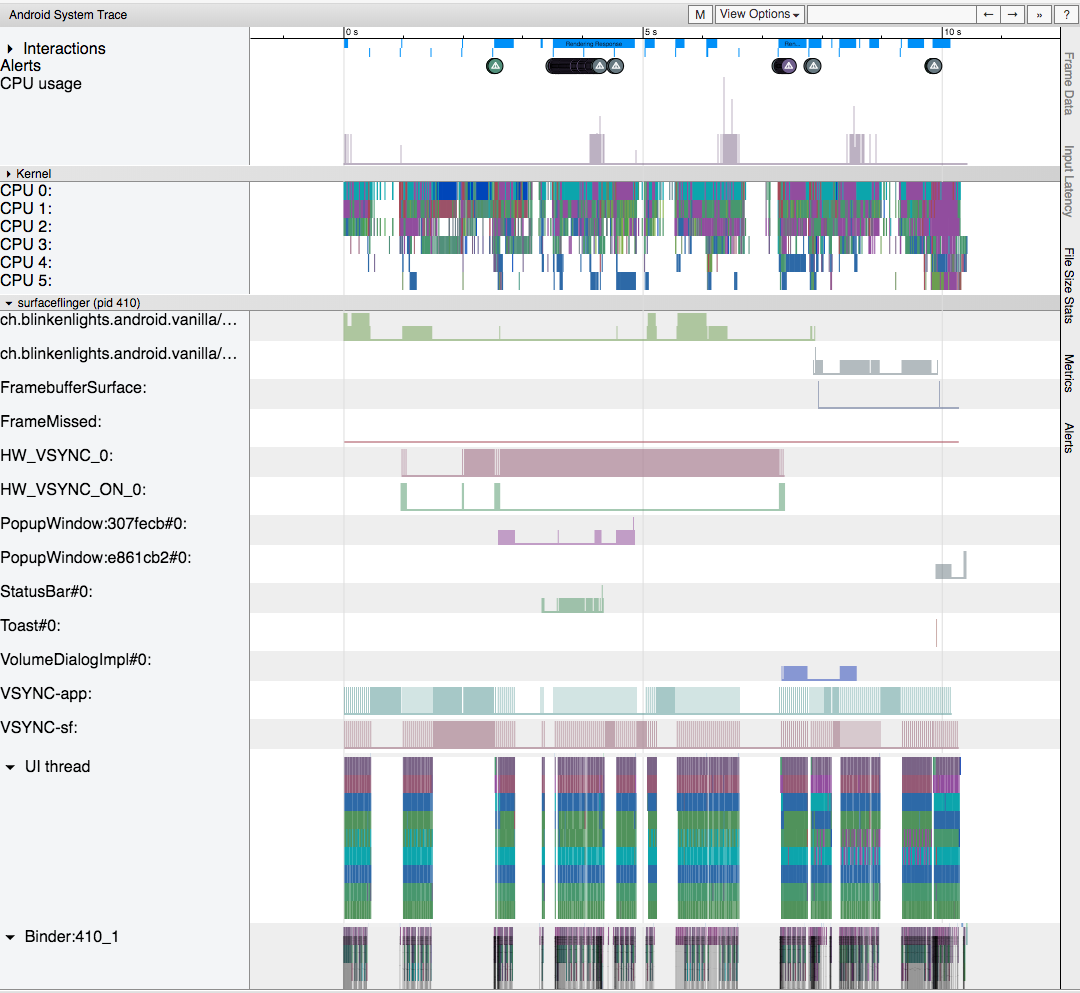 Android System Trace
M View Options ← → » ?
0 s 5 s 10 s
Interactions
Rendering Response
Alerts
CPU usage
Kernel
CPU 0:
CPU 1:
CPU 2:
CPU 3:
CPU 4:
CPU 5:
surfaceflinger (pid 410)
ch.blinkenlights.android.vanilla/…
ch.blinkenlights.android.vanilla/…
FramebufferSurface:
FrameMissed:
HW_VSYNC_0:
HW_VSYNC_ON_0:
PopupWindow:307fecb#0:
PopupWindow:e861cb2#0:
StatusBar#0:
Toast#0:
VolumeDialogImpl#0:
VSYNC-app:
VSYNC-sf:
UI thread
Binder:410_1
Frame Data
Input Latency
File Size Stats
Metrics
Alerts